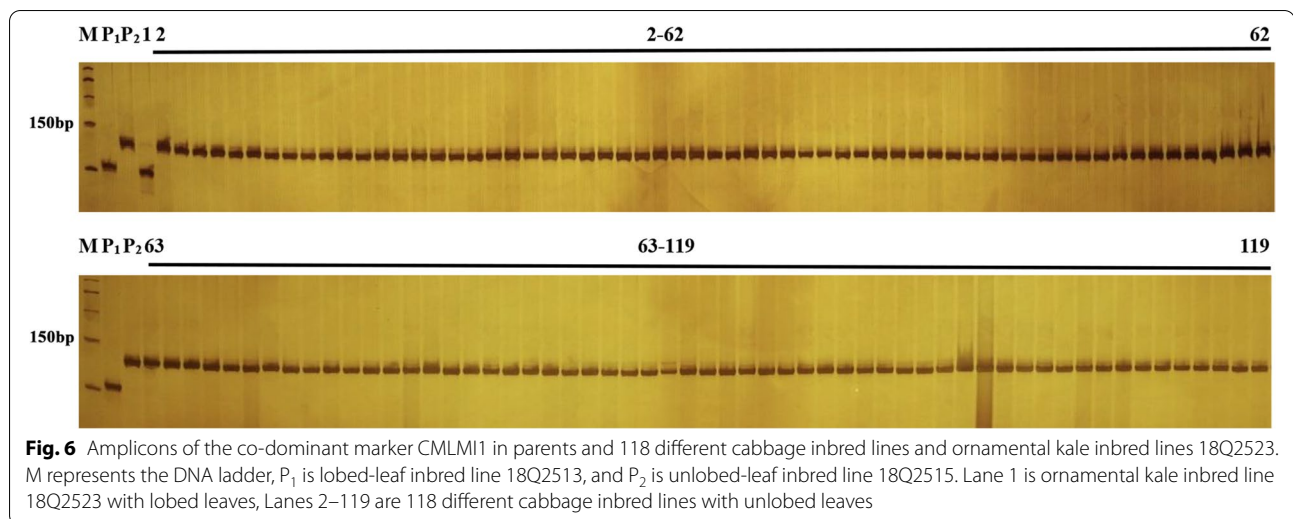 M P₁ P₂ 1 2 2-62 62
150bp
M P₁ P₂ 63 63-119 119
150bp
Fig. 6 Amplicons of the co-dominant marker CMLMI1 in parents and 118 different cabbage inbred lines and ornamental kale inbred lines 18Q2523.
M represents the DNA ladder, P₁ is lobed-leaf inbred line 18Q2513, and P₂ is unlobed-leaf inbred line 18Q2515. Lane 1 is ornamental kale inbred line
18Q2523 with lobed leaves, Lanes 2–119 are 118 different cabbage inbred lines with unlobed leaves